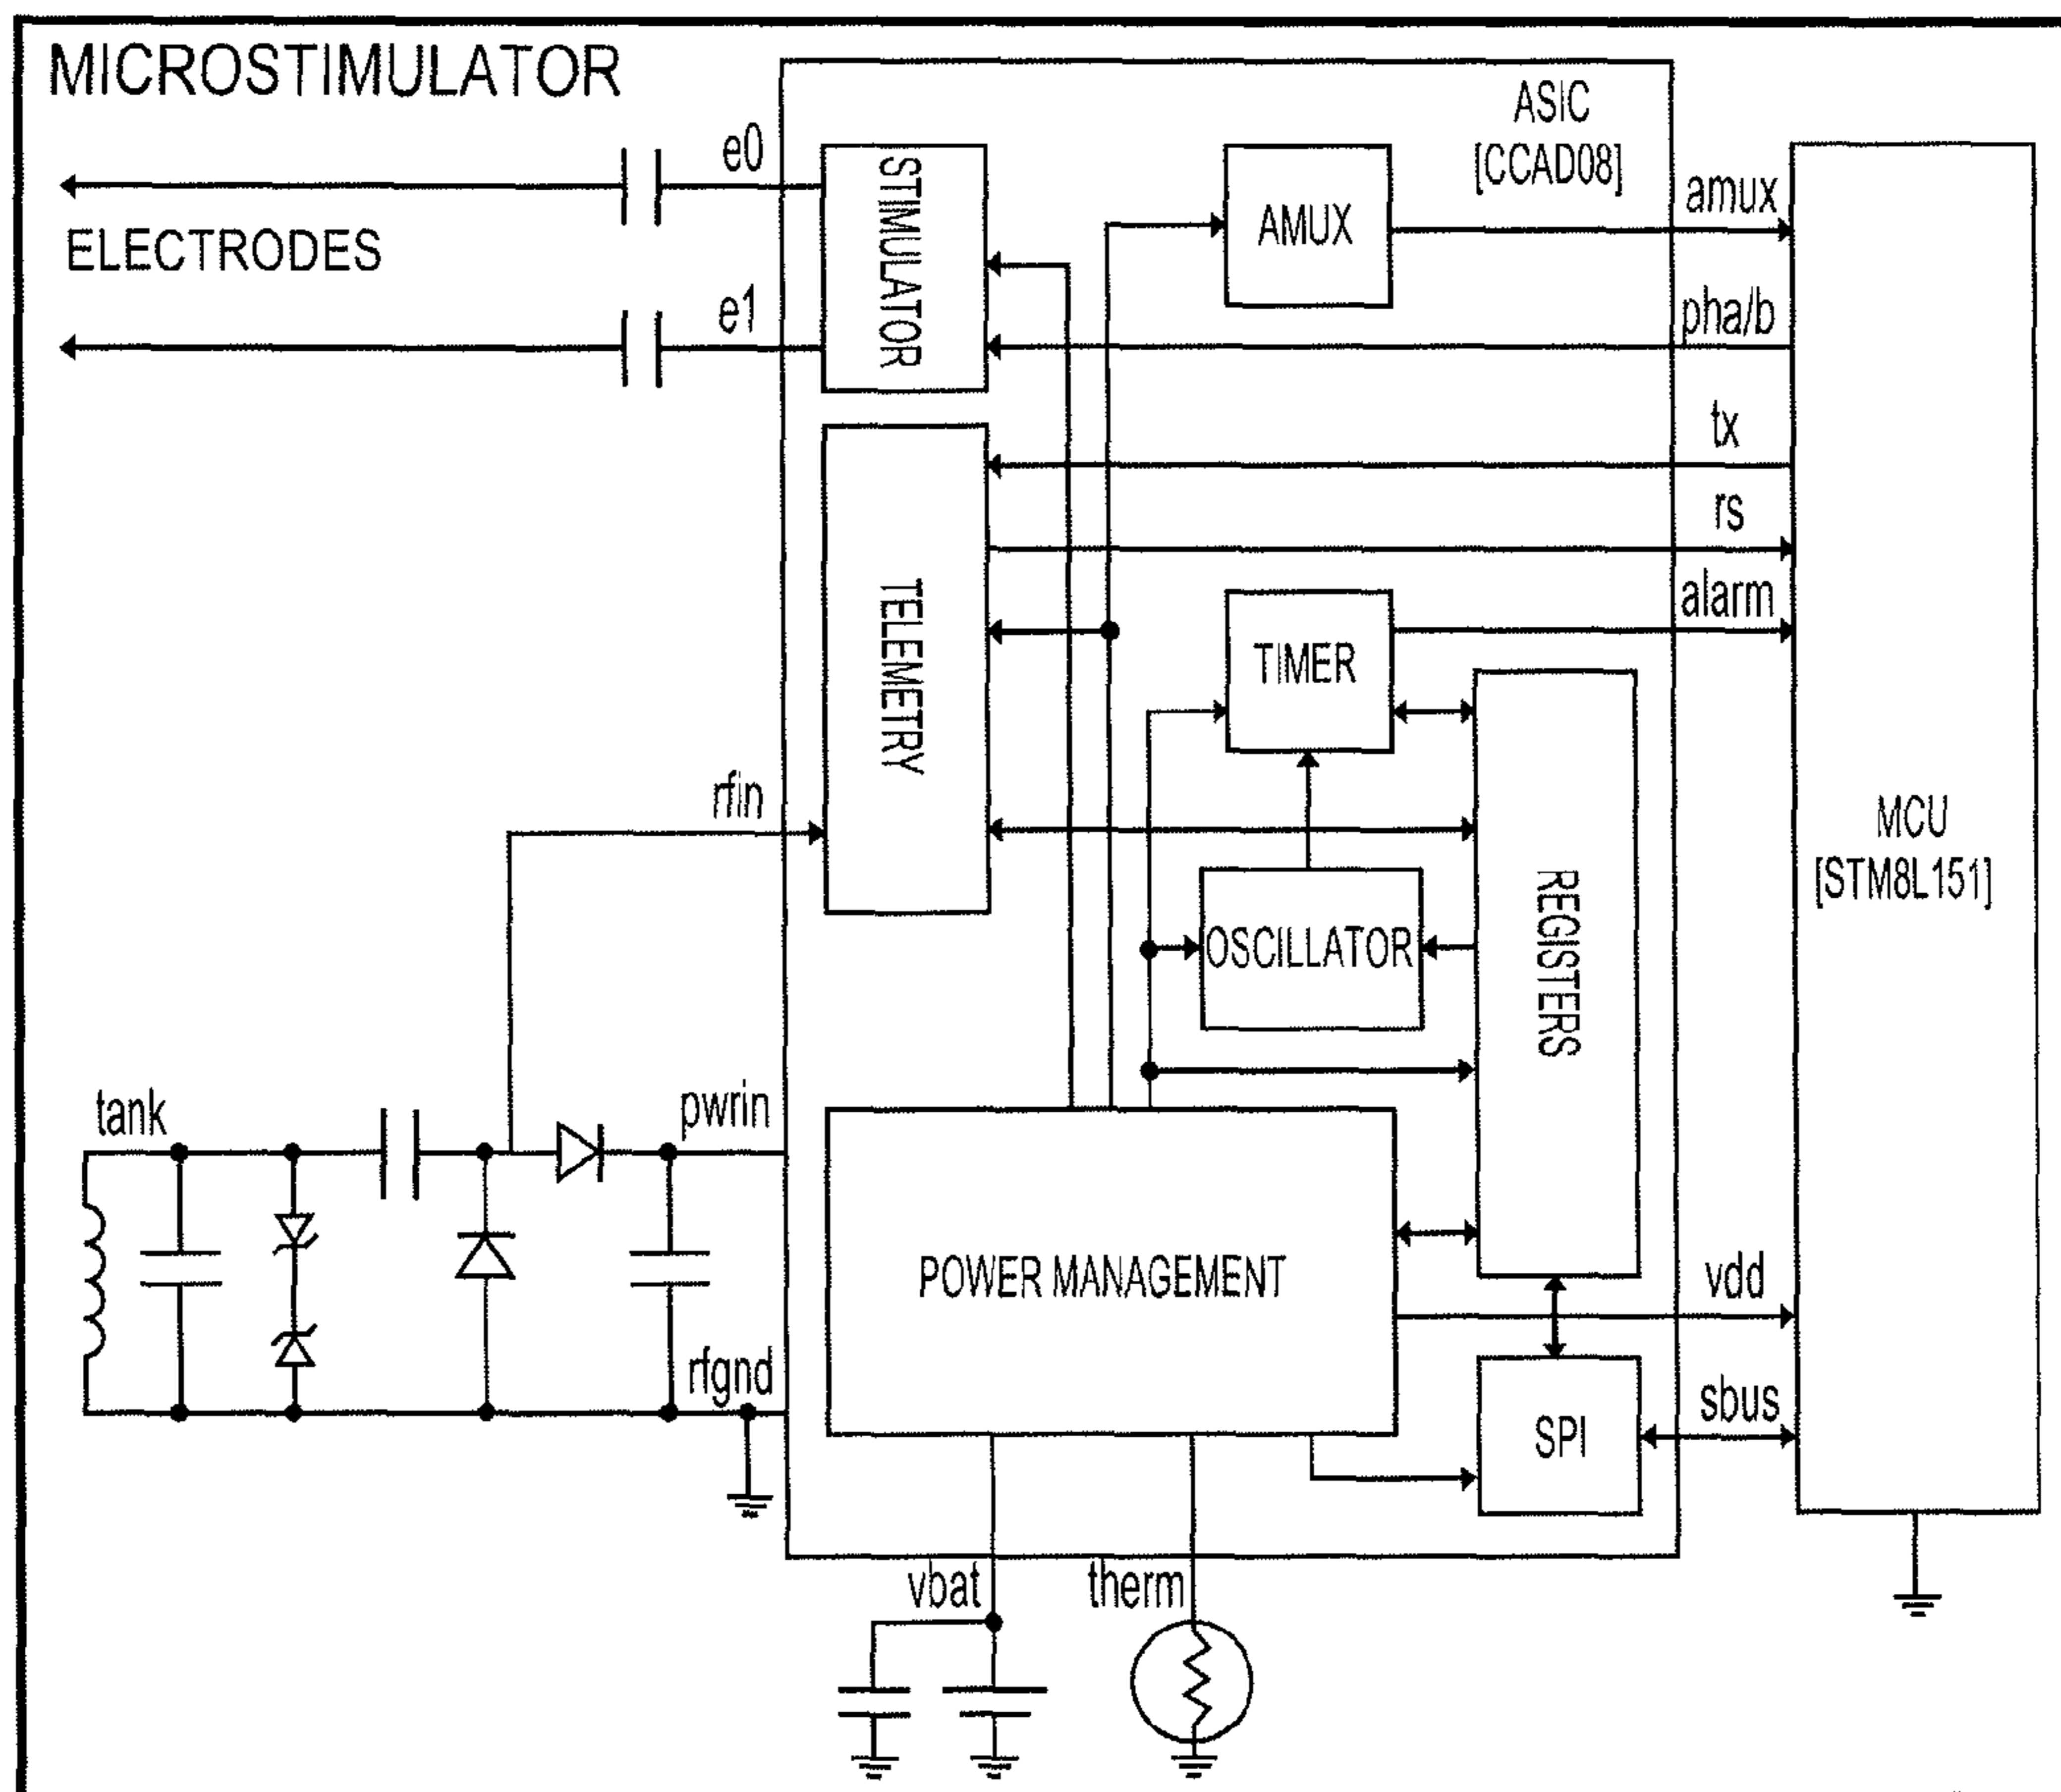 MICROSTIMULATOR
ASIC
[CCAD08]
e0
STIMULATOR
AMUX
amux
ELECTRODES
e1
pha/b
tx
rs
TELEMETRY
TIMER
alarm
rfin
MCU
[STM8L151]
OSCILLATOR
REGISTERS
tank
pwrin
POWER MANAGEMENT
vdd
rfgnd
SPI
sbus
vbat
therm